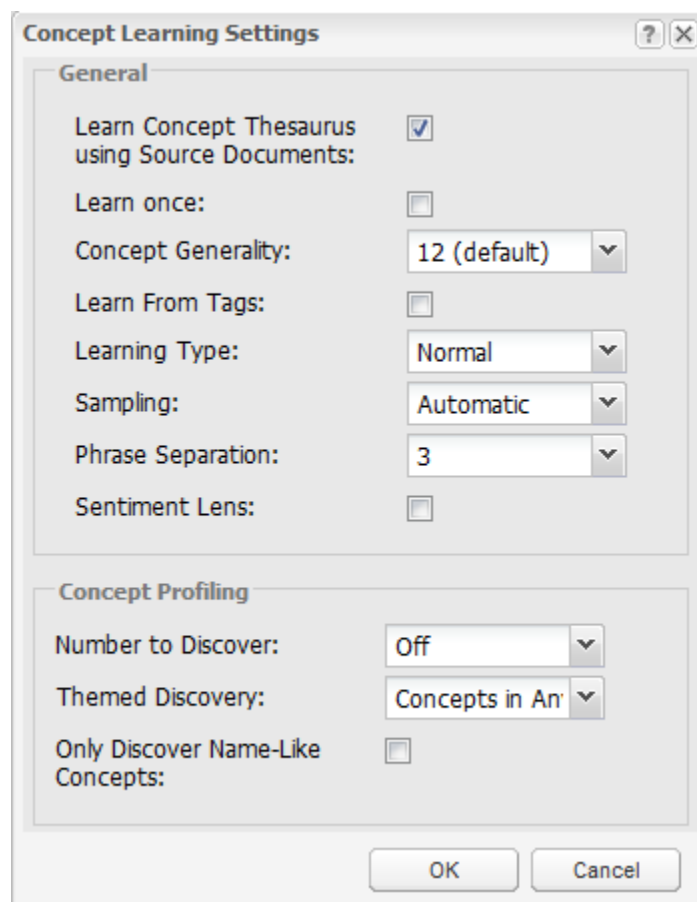 Concept Learning Settings
?
General
Learn Concept Thesaurus
using Source Documents:
Learn once:
Concept Generality: 12 (default)
Learn From Tags:
Learning Type: Normal
Sampling: Automatic
Phrase Separation: 3
Sentiment Lens:
Concept Profiling
Number to Discover: Off
Themed Discovery: Concepts in An
Only Discover Name-Like
Concepts:
OK Cancel